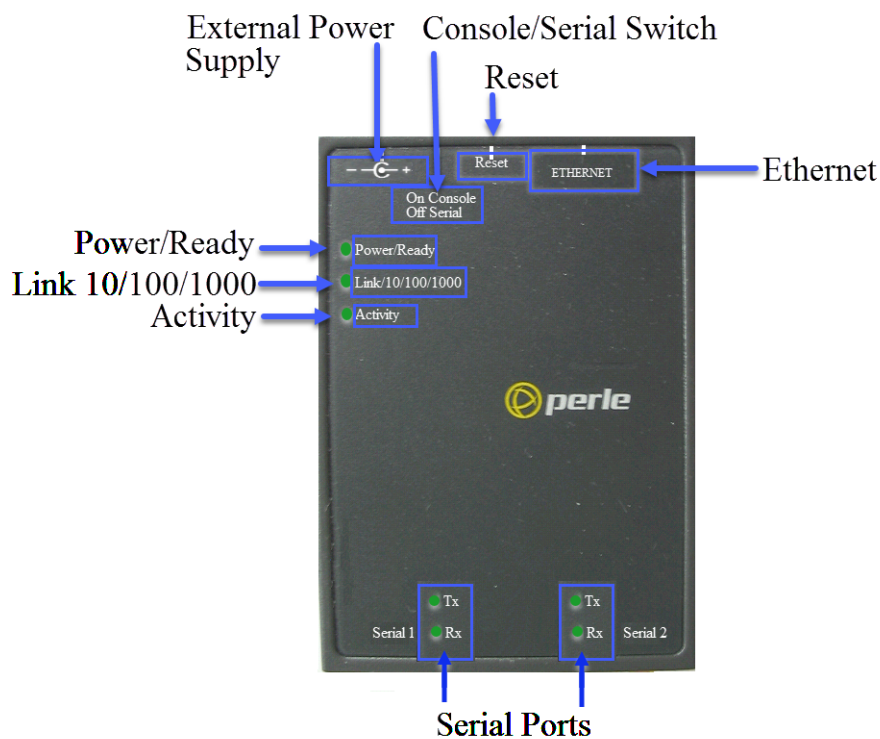 External Power
Supply
Console/Serial Switch
Reset
Ethernet
- +
Reset
ETHERNET
On Console
Off Serial
Power/Ready
Power/Ready
Link 10/100/1000
Link/10/100/1000
Activity
Activity
perle
Tx
Tx
Serial 1
Rx
Rx
Serial 2
Serial Ports